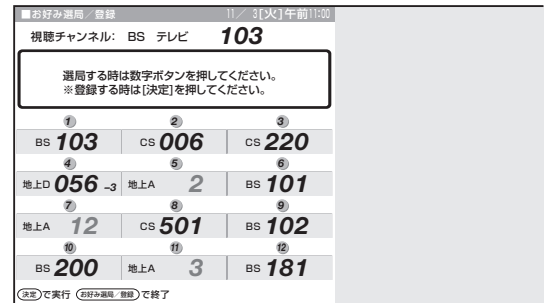 ■お好み選局／登録 11／ 3[火]午前11:00
視聴チャンネル: BS テレビ 103
選局する時は数字ボタンを押してください。
※登録する時は[決定]を押してください。
① ② ③
BS 103 CS 006 CS 220
④ ⑤ ⑥
地上D 056 -3 地上A 2 BS 101
⑦ ⑧ ⑨
地上A 12 CS 501 BS 102
⑩ ⑪ ⑫
BS 200 地上A 3 BS 181
決定で実行 お好み選局／登録で終了